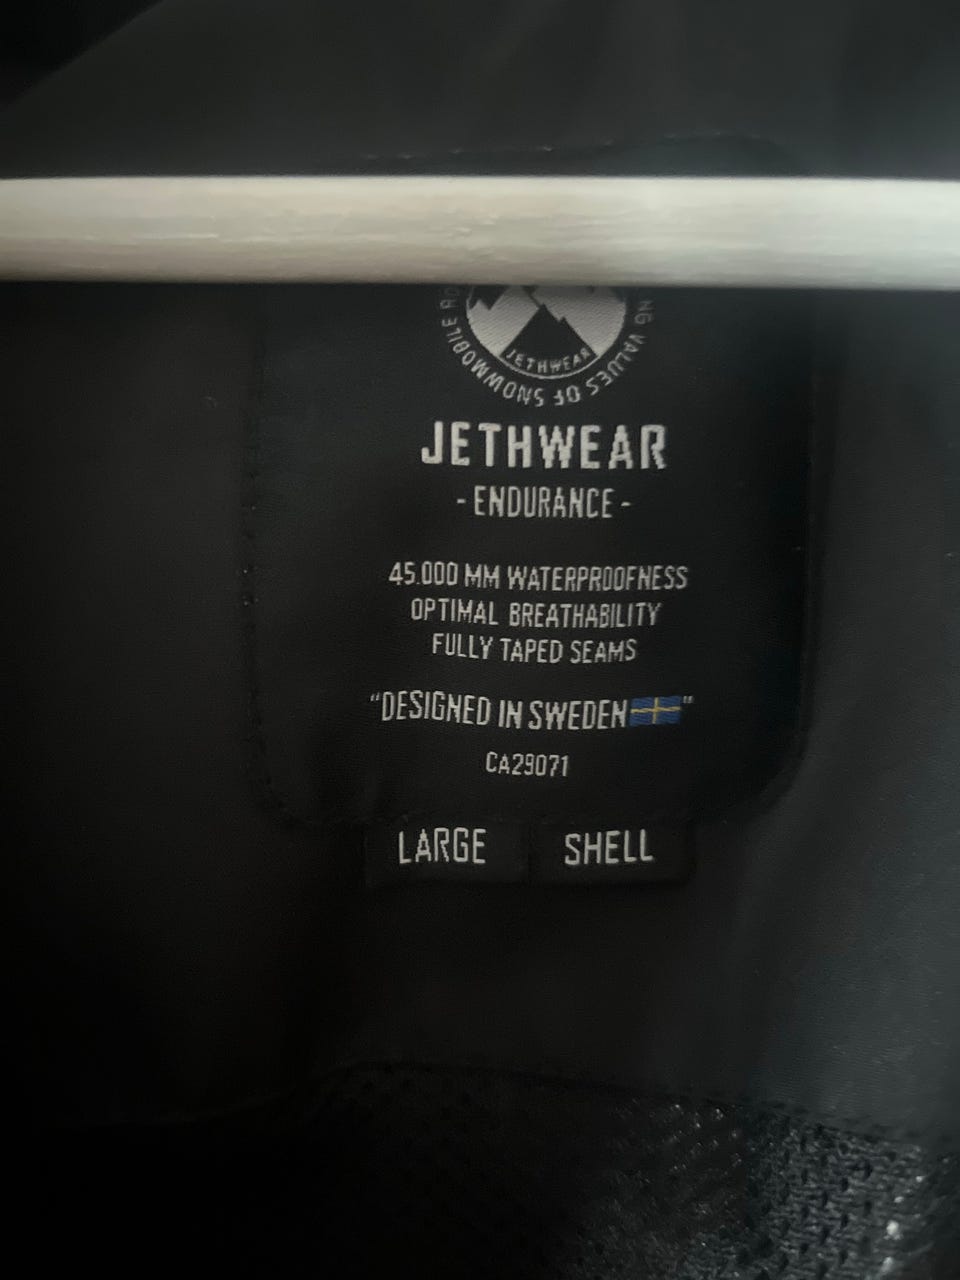 JETHWEAR
NG VALUES OF SNOWMOBILE
JETHWEAR
- ENDURANCE -
45.000 MM WATERPROOFNESS
OPTIMAL BREATHABILITY
FULLY TAPED SEAMS
"DESIGNED IN SWEDEN"
CA29071
LARGE SHELL